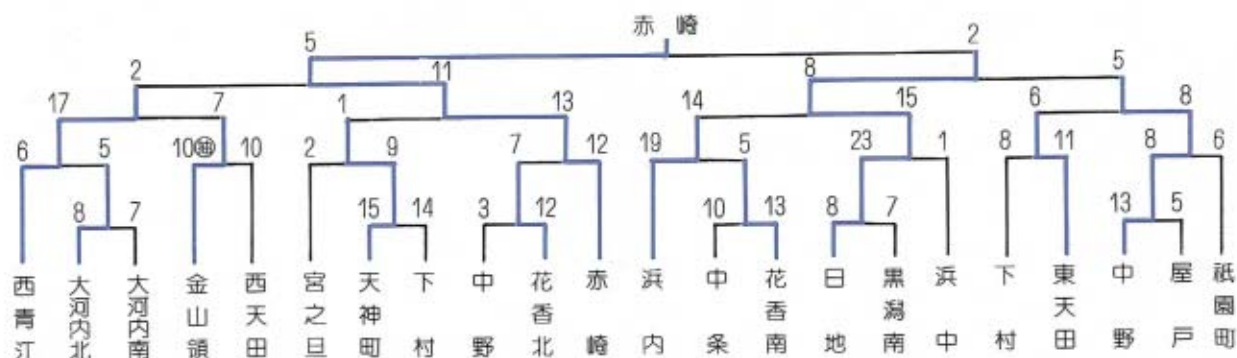 赤崎
5 2
2 11 8 5
17 7 1 13 14 15 6 8
6 5 10㊙ 10 2 9 7 12 19 5 23 1 8 11 8 6
8 7 15 14 3 12 10 13 8 7 13 5
西青江 大河内北 大河内南 金山領 西天田 宮之旦 天神町 下村 中野 花香北 赤崎 浜内 中条 花香南 日地 黒潟南 浜中 下村 東天田 中野 屋戸 祇園町